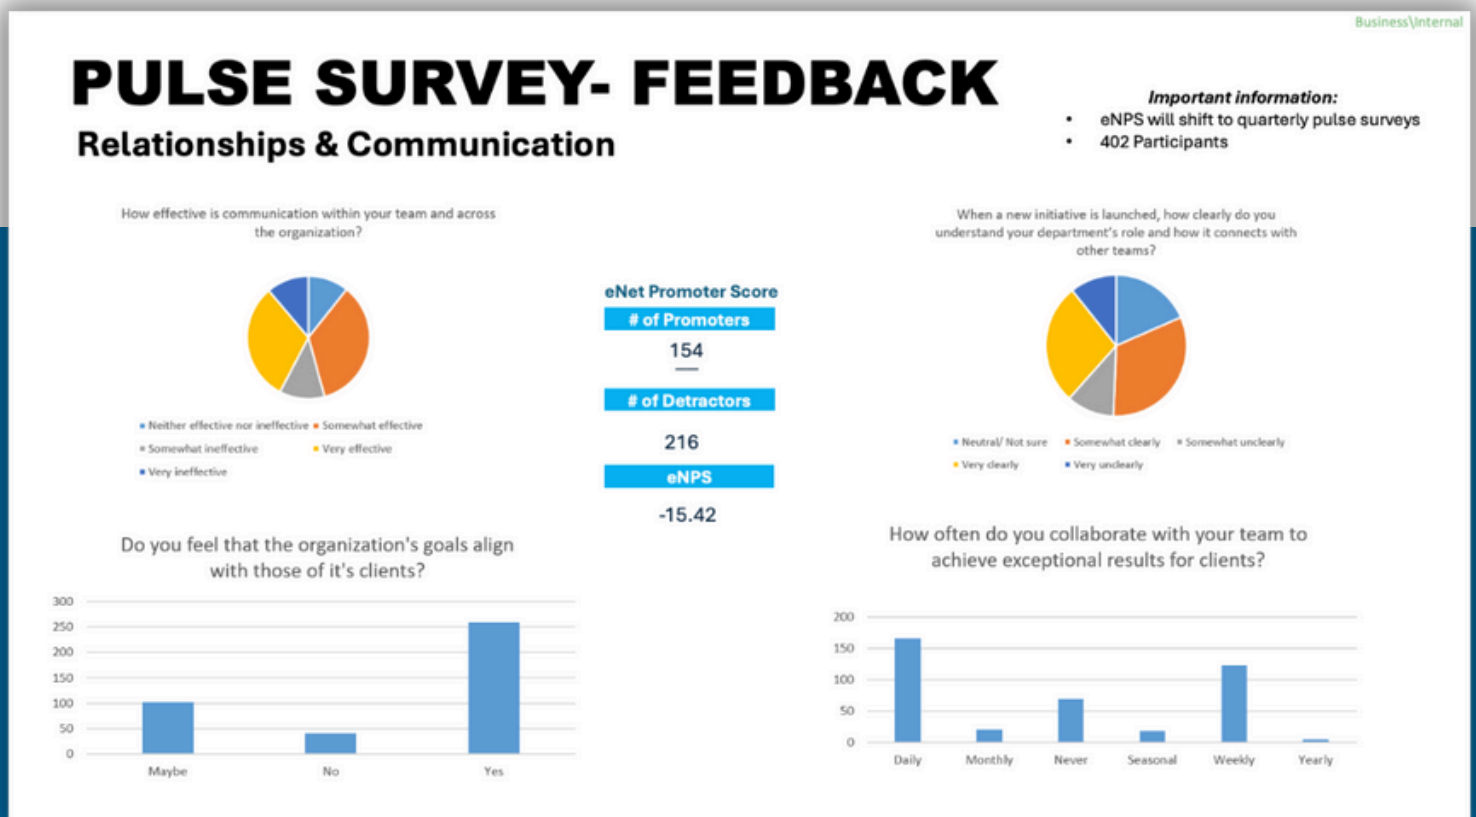 Business\Internal
PULSE SURVEY- FEEDBACK
Relationships & Communication
Important information:
• eNPS will shift to quarterly pulse surveys
• 402 Participants
How effective is communication within your team and across
the organization?
Neither effective nor ineffective Somewhat effective
Somewhat ineffective Very effective
Very ineffective
eNet Promoter Score
# of Promoters
154
# of Detractors
216
eNPS
-15.42
When a new initiative is launched, how clearly do you
understand your department's role and how it connects with
other teams?
Neutral/ Not sure Somewhat clearly Somewhat unclearly
Very clearly Very unclearly
Do you feel that the organization's goals align
with those of it's clients?
300
250
200
150
100
50
0
Maybe No Yes
How often do you collaborate with your team to
achieve exceptional results for clients?
200
150
100
50
0
Daily Monthly Never Seasonal Weekly Yearly